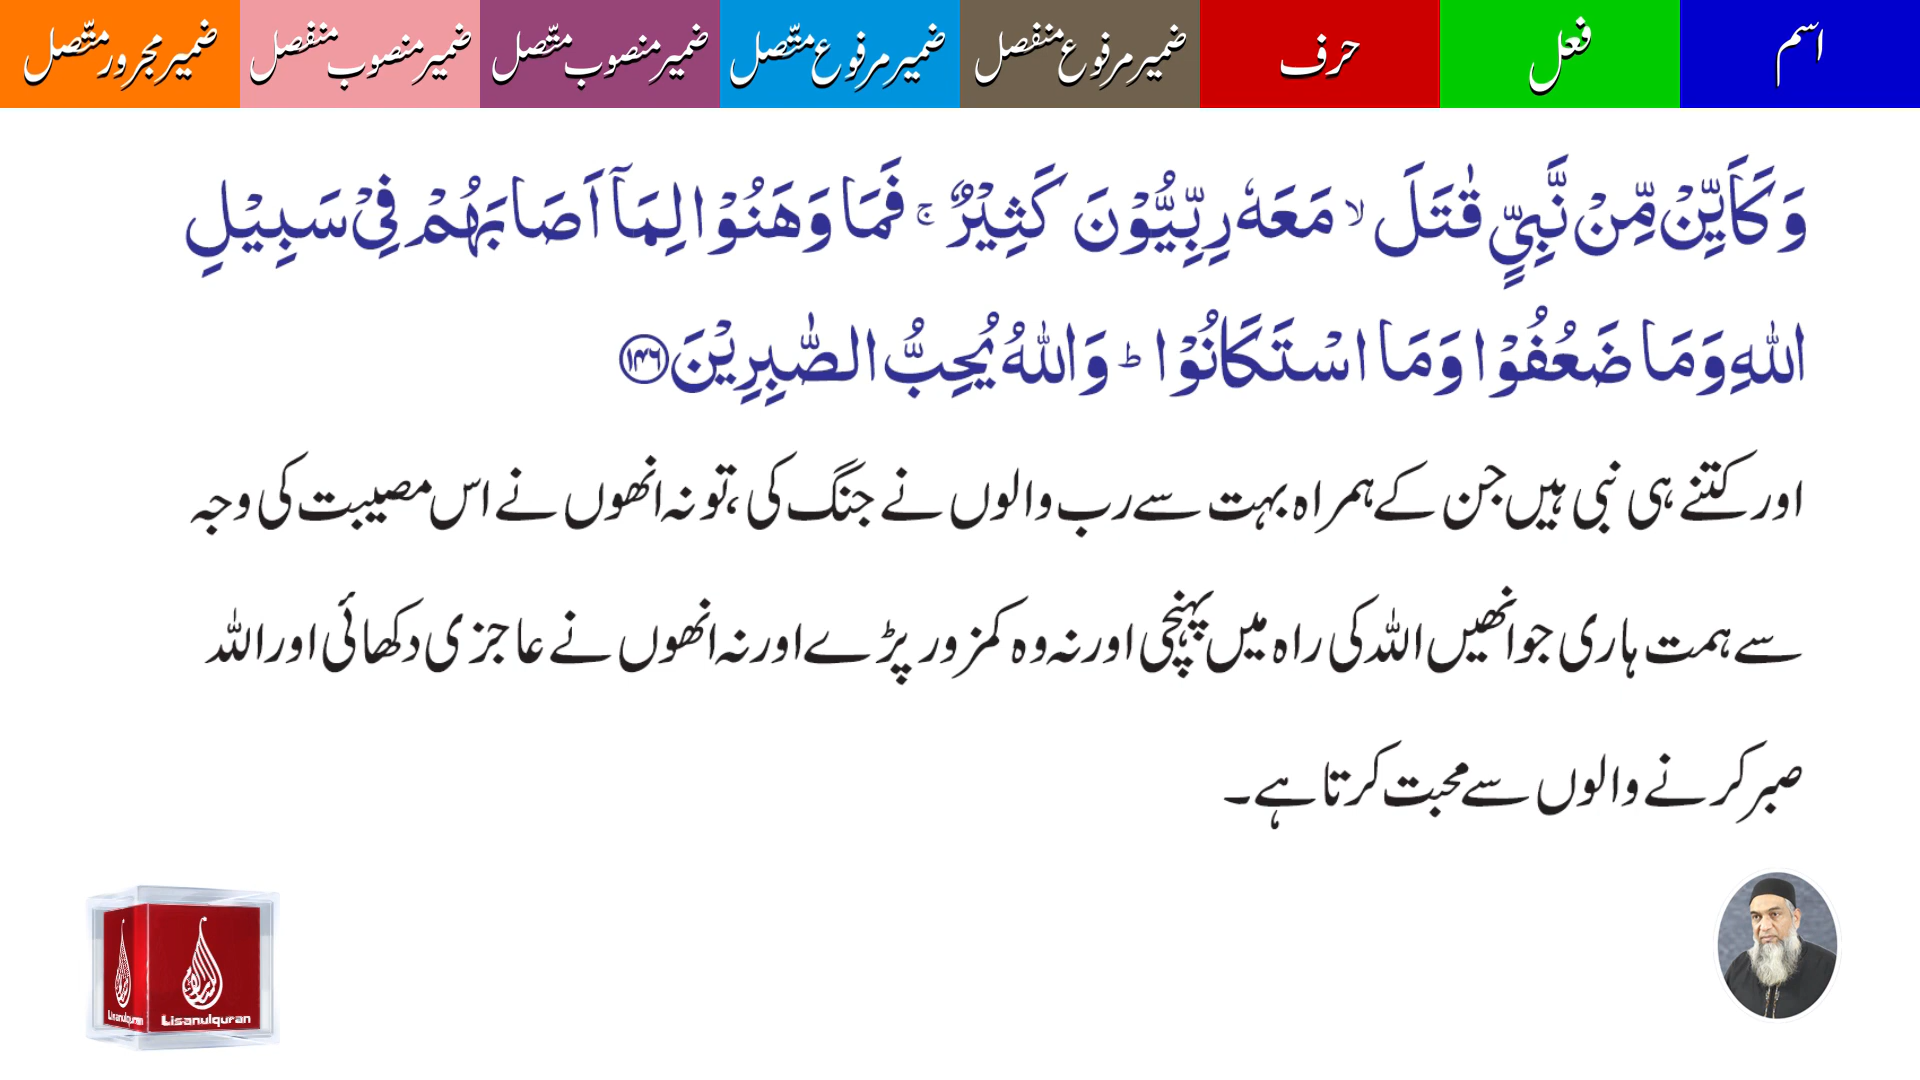 اسم
فعل
حرف
ضمیر مرفوع منفصل
ضمیر مرفوع متّصل
ضمیر منصوب متّصل
ضمیر منصوب منفصل
ضمیر مجرور متّصل
وَكَاَيِّنْ مِّنْ نَّبِيٍّ قٰتَلَ ۙ مَعَهٗ رِبِّيُّوْنَ كَثِيْرٌ ۚ فَمَا وَهَنُوْا لِمَاۤ اَصَابَهُمْ فِيْ سَبِيْلِ
اللّٰهِ وَمَا ضَعُفُوْا وَمَا اسْتَكَانُوْا ؕ وَاللّٰهُ يُحِبُّ الصّٰبِرِيْنَ ۝۱۴۶
اور کتنے ہی نبی ہیں جن کے ہمراہ بہت سے رب والوں نے جنگ کی، تو نہ انھوں نے اس مصیبت کی وجہ
سے ہمت ہاری جو انھیں اللہ کی راہ میں پہنچی اور نہ وہ کمزور پڑے اور نہ انھوں نے عاجزی دکھائی اور اللہ
صبر کرنے والوں سے محبت کرتا ہے۔
Lisanulquran
Lisanulquran